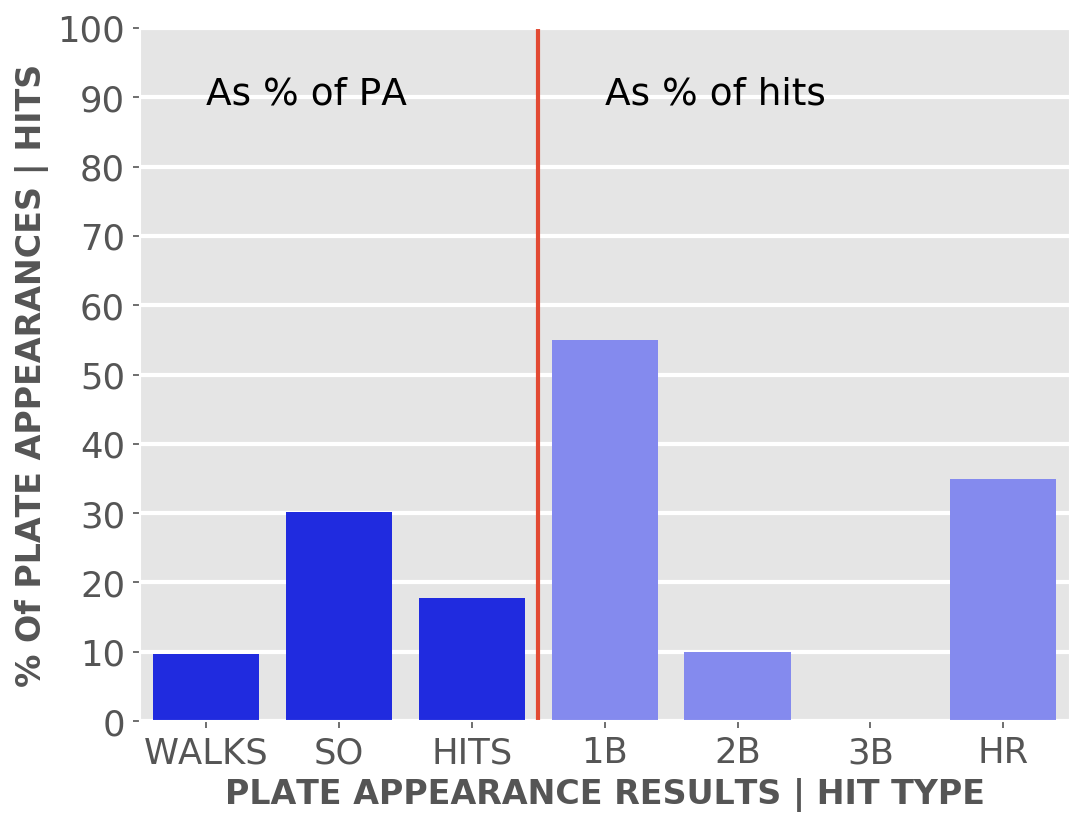 100
90
80
70
60
50
40
30
20
10
0
% Of PLATE APPEARANCES | HITS
As % of PA
As % of hits
WALKS SO HITS 1B 2B 3B HR
PLATE APPEARANCE RESULTS | HIT TYPE